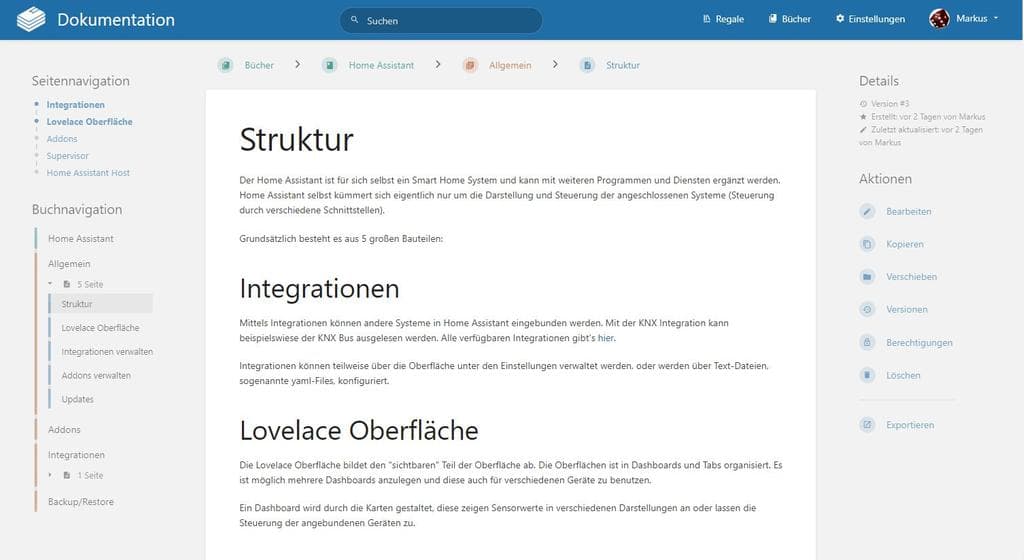 Dokumentation
Suchen
Regale
Bücher
Einstellungen
Markus
Seitennavigation
Integrationen
Lovelace Oberfläche
Addons
Supervisor
Home Assistant Host
Buchnavigation
Home Assistant
Allgemein
5 Seite
Struktur
Lovelace Oberfläche
Integrationen verwalten
Addons verwalten
Updates
Addons
Integrationen
1 Seite
Backup/Restore
Bücher
Home Assistant
Allgemein
Struktur
Struktur
Der Home Assistant ist für sich selbst ein Smart Home System und kann mit weiteren Programmen und Diensten ergänzt werden.
Home Assistant selbst kümmert sich eigentlich nur um die Darstellung und Steuerung der angeschlossenen Systeme (Steuerung
durch verschiedene Schnittstellen).
Grundsätzlich besteht es aus 5 großen Bauteilen:
Integrationen
Mittels Integrationen können andere Systeme in Home Assistant eingebunden werden. Mit der KNX Integration kann
beispielswiese der KNX Bus ausgelesen werden. Alle verfügbaren Integrationen gibt's hier.
Integrationen können teilweise über die Oberfläche unter den Einstellungen verwaltet werden, oder werden über Text-Dateien,
sogenannte yaml-Files, konfiguriert.
Lovelace Oberfläche
Die Lovelace Oberfläche bildet den "sichtbaren" Teil der Oberfläche ab. Die Oberflächen ist in Dashboards und Tabs organisiert. Es
ist möglich mehrere Dashboards anzulegen und diese auch für verschiedenen Geräte zu benutzen.
Ein Dashboard wird durch die Karten gestaltet, diese zeigen Sensorwerte in verschiedenen Darstellungen an oder lassen die
Steuerung der angebundenen Geräten zu.
Details
Version #3
Erstellt: vor 2 Tagen von Markus
Zuletzt aktualisiert: vor 2 Tagen
von Markus
Aktionen
Bearbeiten
Kopieren
Verschieben
Versionen
Berechtigungen
Löschen
Exportieren